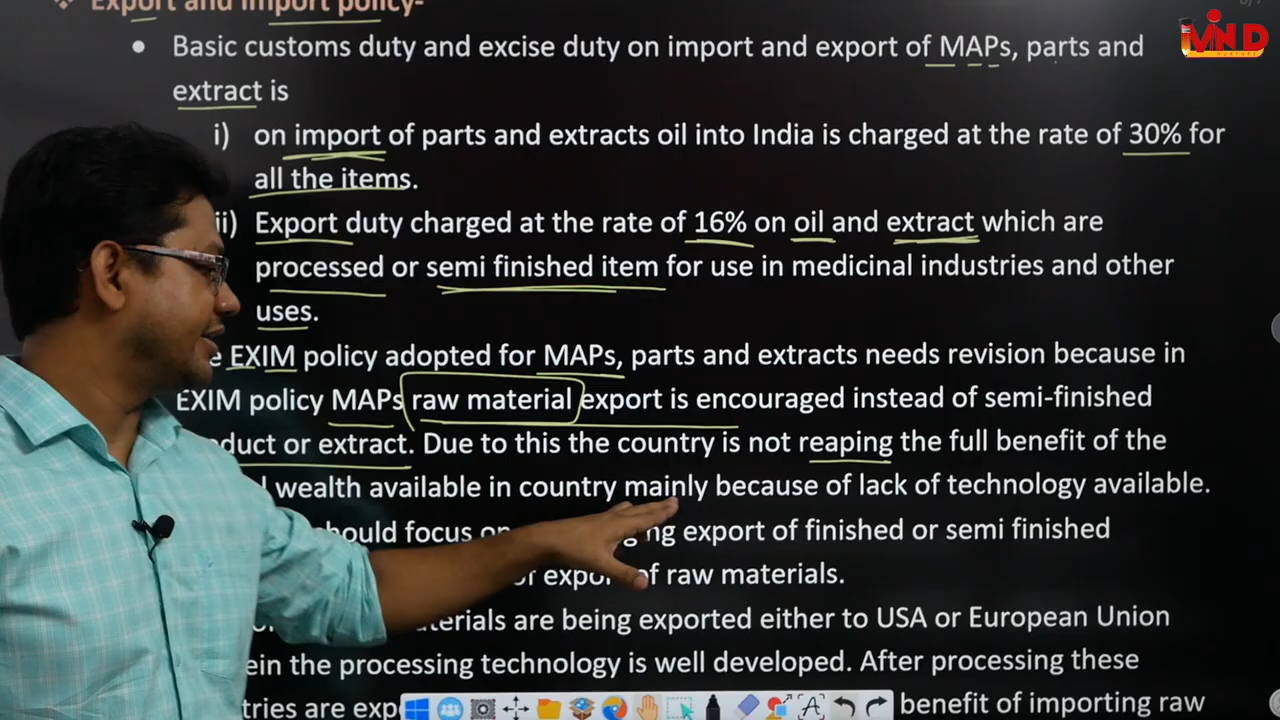 Export and import policy-
MIND
Basic customs duty and excise duty on import and export of MAPs, parts and
extract is
i) on import of parts and extracts oil into India is charged at the rate of 30% for
all the items.
ii) Export duty charged at the rate of 16% on oil and extract which are
processed or semi finished item for use in medicinal industries and other
uses.
EXIM policy adopted for MAPs, parts and extracts needs revision because in
EXIM policy MAPs raw material export is encouraged instead of semi-finished
duct or extract. Due to this the country is not reaping the full benefit of the
wealth available in country mainly because of lack of technology available.
ould focus on ng export of finished or semi finished
of expor of raw materials.
terials are being exported either to USA or European Union
ein the processing technology is well developed. After processing these
tries are exp benefit of importing raw